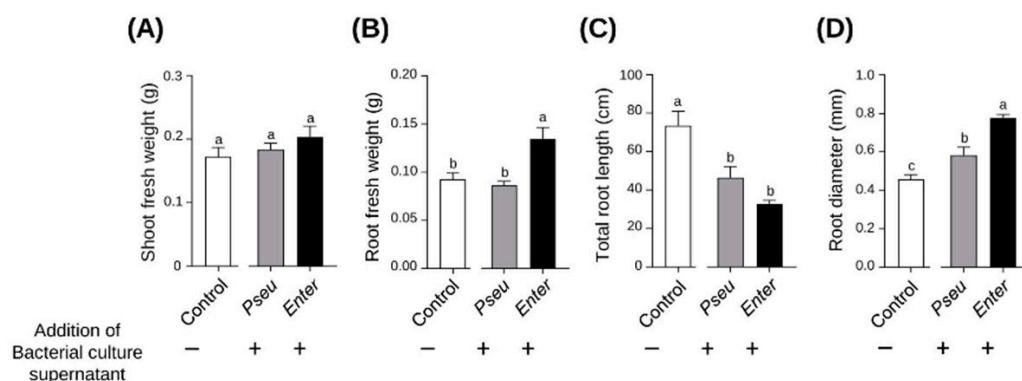 (A)
Shoot fresh weight (g)
0.3
0.2
0.1
0
a
a
a
Control
Pseu
Enter
(B)
Root fresh weight (g)
0.20
0.15
0.10
0.05
0.00
b
b
a
Control
Pseu
Enter
(C)
Total root length (cm)
100
80
60
40
20
0
a
b
b
Control
Pseu
Enter
(D)
Root diameter (mm)
1.0
0.8
0.6
0.4
0.2
0.0
c
b
a
Control
Pseu
Enter
Addition of
Bacterial culture
supernatant
− + + − + + − + + − + +